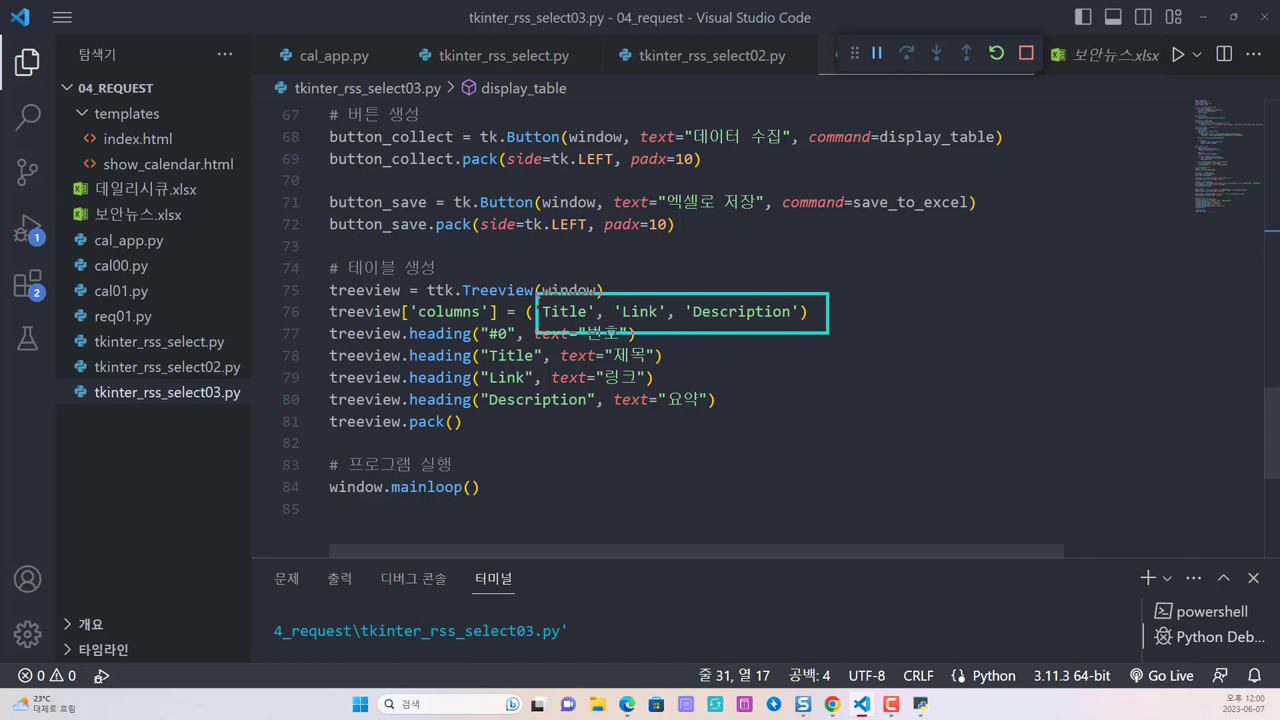 tkinter_rss_select03.py - 04_request - Visual Studio Code
탐색기
cal_app.py
tkinter_rss_select.py
tkinter_rss_select02.py
보안뉴스.xlsx
04_REQUEST
templates
index.html
show_calendar.html
데일리시큐.xlsx
보안뉴스.xlsx
cal_app.py
cal00.py
cal01.py
req01.py
tkinter_rss_select.py
tkinter_rss_select02.py
tkinter_rss_select03.py
개요
타임라인
1
2
tkinter_rss_select03.py > display_table
67 # 버튼 생성
68 button_collect = tk.Button(window, text="데이터 수집", command=display_table)
69 button_collect.pack(side=tk.LEFT, padx=10)
70
71 button_save = tk.Button(window, text="엑셀로 저장", command=save_to_excel)
72 button_save.pack(side=tk.LEFT, padx=10)
73
74 # 테이블 생성
75 treeview = ttk.Treeview(window)
76 treeview['columns'] = ('Title', 'Link', 'Description')
77 treeview.heading("#0", text="번호")
78 treeview.heading("Title", text="제목")
79 treeview.heading("Link", text="링크")
80 treeview.heading("Description", text="요약")
81 treeview.pack()
82
83 # 프로그램 실행
84 window.mainloop()
85
문제 출력 디버그 콘솔 터미널
4_request\tkinter_rss_select03.py'
powershell
Python Deb...
0 0
줄 31, 열 17 공백: 4 UTF-8 CRLF Python 3.11.3 64-bit Go Live
23°C
대체로 흐림
검색
오후 12:00
2023-06-07